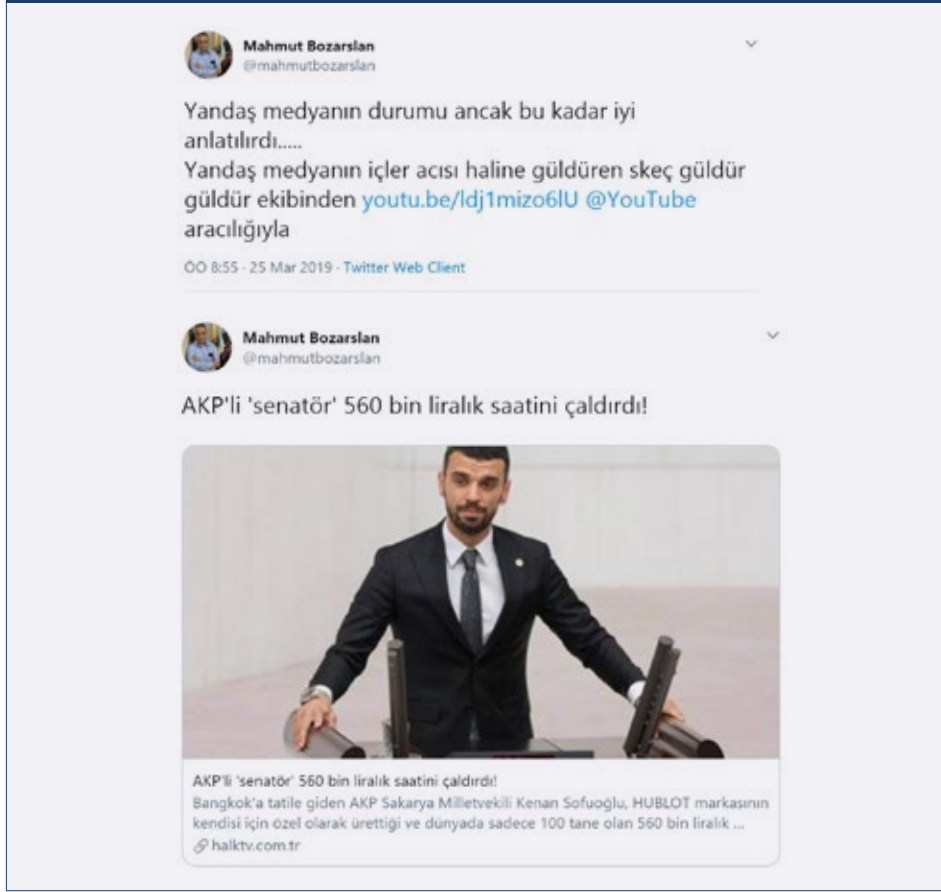 Mahmut Bozarslan
@mahmutbozarslan
Yandaş medyanın durumu ancak bu kadar iyi
anlatılırdı.....
Yandaş medyanın içler acısı haline güldüren skeç güldür
güldür ekibinden youtu.be/ldj1mizo6lU @YouTube
aracılığıyla
ÖÖ 8:55 - 25 Mar 2019 - Twitter Web Client
Mahmut Bozarslan
@mahmutbozarslan
AKP'li 'senatör' 560 bin liralık saatini çaldırdı!
AKP'li 'senatör' 560 bin liralık saatini çaldırdı!
Bangkok'a tatile giden AKP Sakarya Milletvekili Kenan Sofuoğlu, HUBLOT markasının
kendisi için özel olarak ürettiği ve dünyada sadece 100 tane olan 560 bin liralık ...
halktv.com.tr